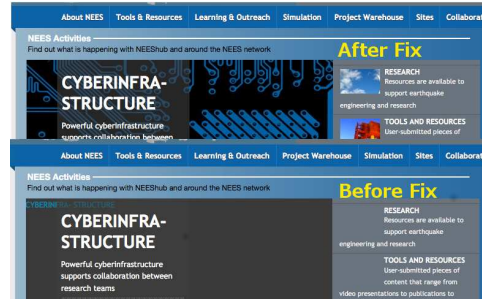 About NEES Tools & Resources Learning & Outreach Simulation Project Warehouse Sites Collaborat
NEES Activities
Find out what is happening with NEEShub and around the NEES network
After Fix
CYBERINFRA-
STRUCTURE
Powerful cyberinfrastructure
supports collaboration between
RESEARCH
Resources are available to
support earthquake
engineering and research
TOOLS AND RESOURCES
User-submitted pieces of
About NEES Tools & Resources Learning & Outreach Project Warehouse Simulation Sites Collaborat
NEES Activities
Find out what is happening with NEEShub and around the NEES network
Before Fix
CYBERINFRA- STRUCTURE
CYBERINFRA-
STRUCTURE
Powerful cyberinfrastructure
supports collaboration between
research teams
RESEARCH
Resources are available to
support earthquake
engineering and research
TOOLS AND RESOURCES
User-submitted pieces of
content that range from
video presentations to publications to